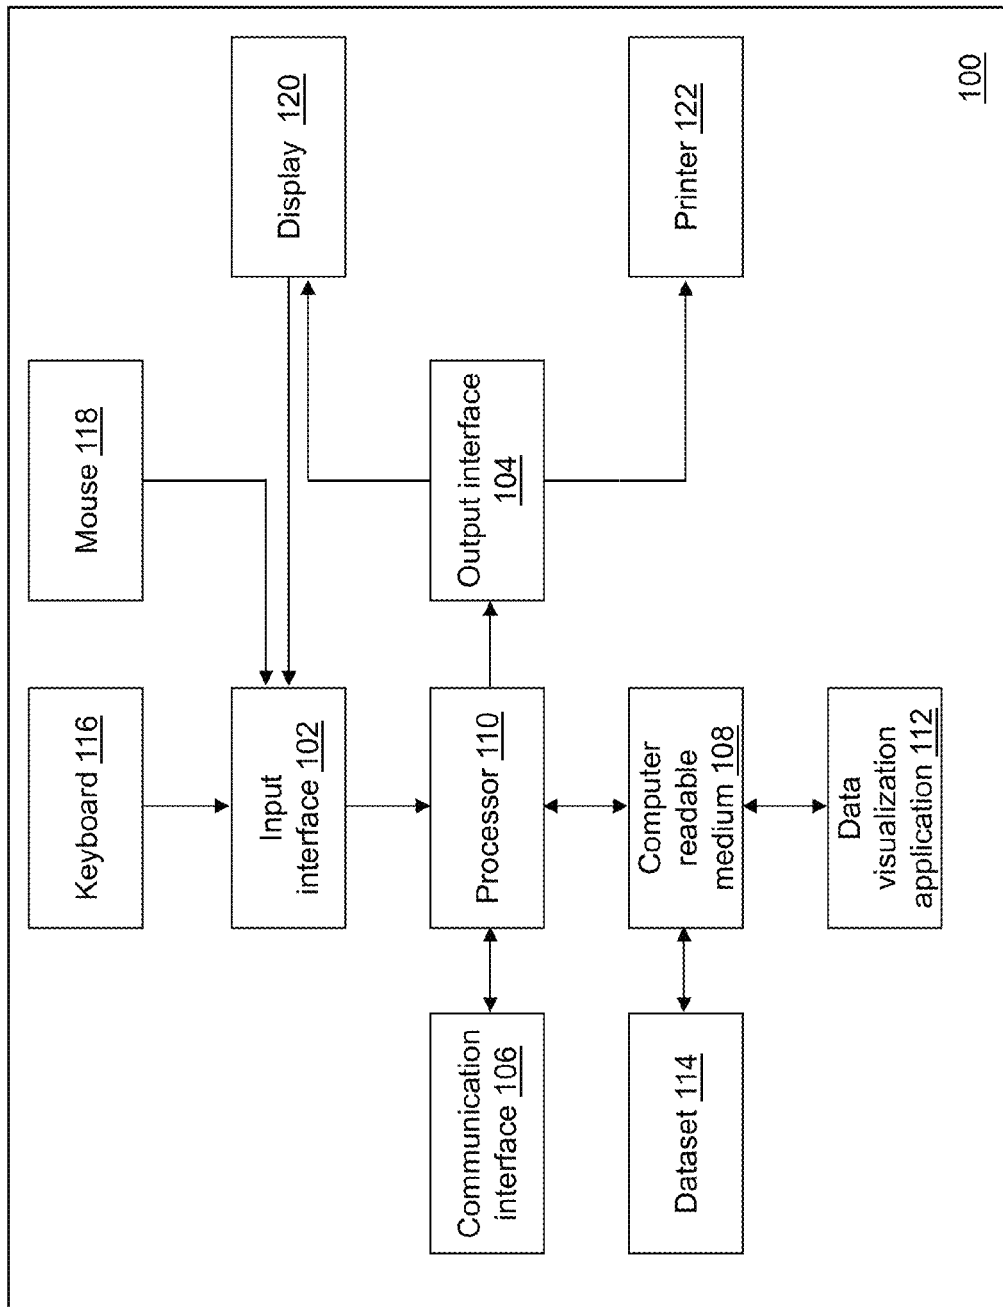 Keyboard 116
Mouse 118
Input
interface 102
Display 120
Communication
interface 106
Processor 110
Output interface
104
Dataset 114
Computer
readable
medium 108
Printer 122
Data
visualization
application 112
100